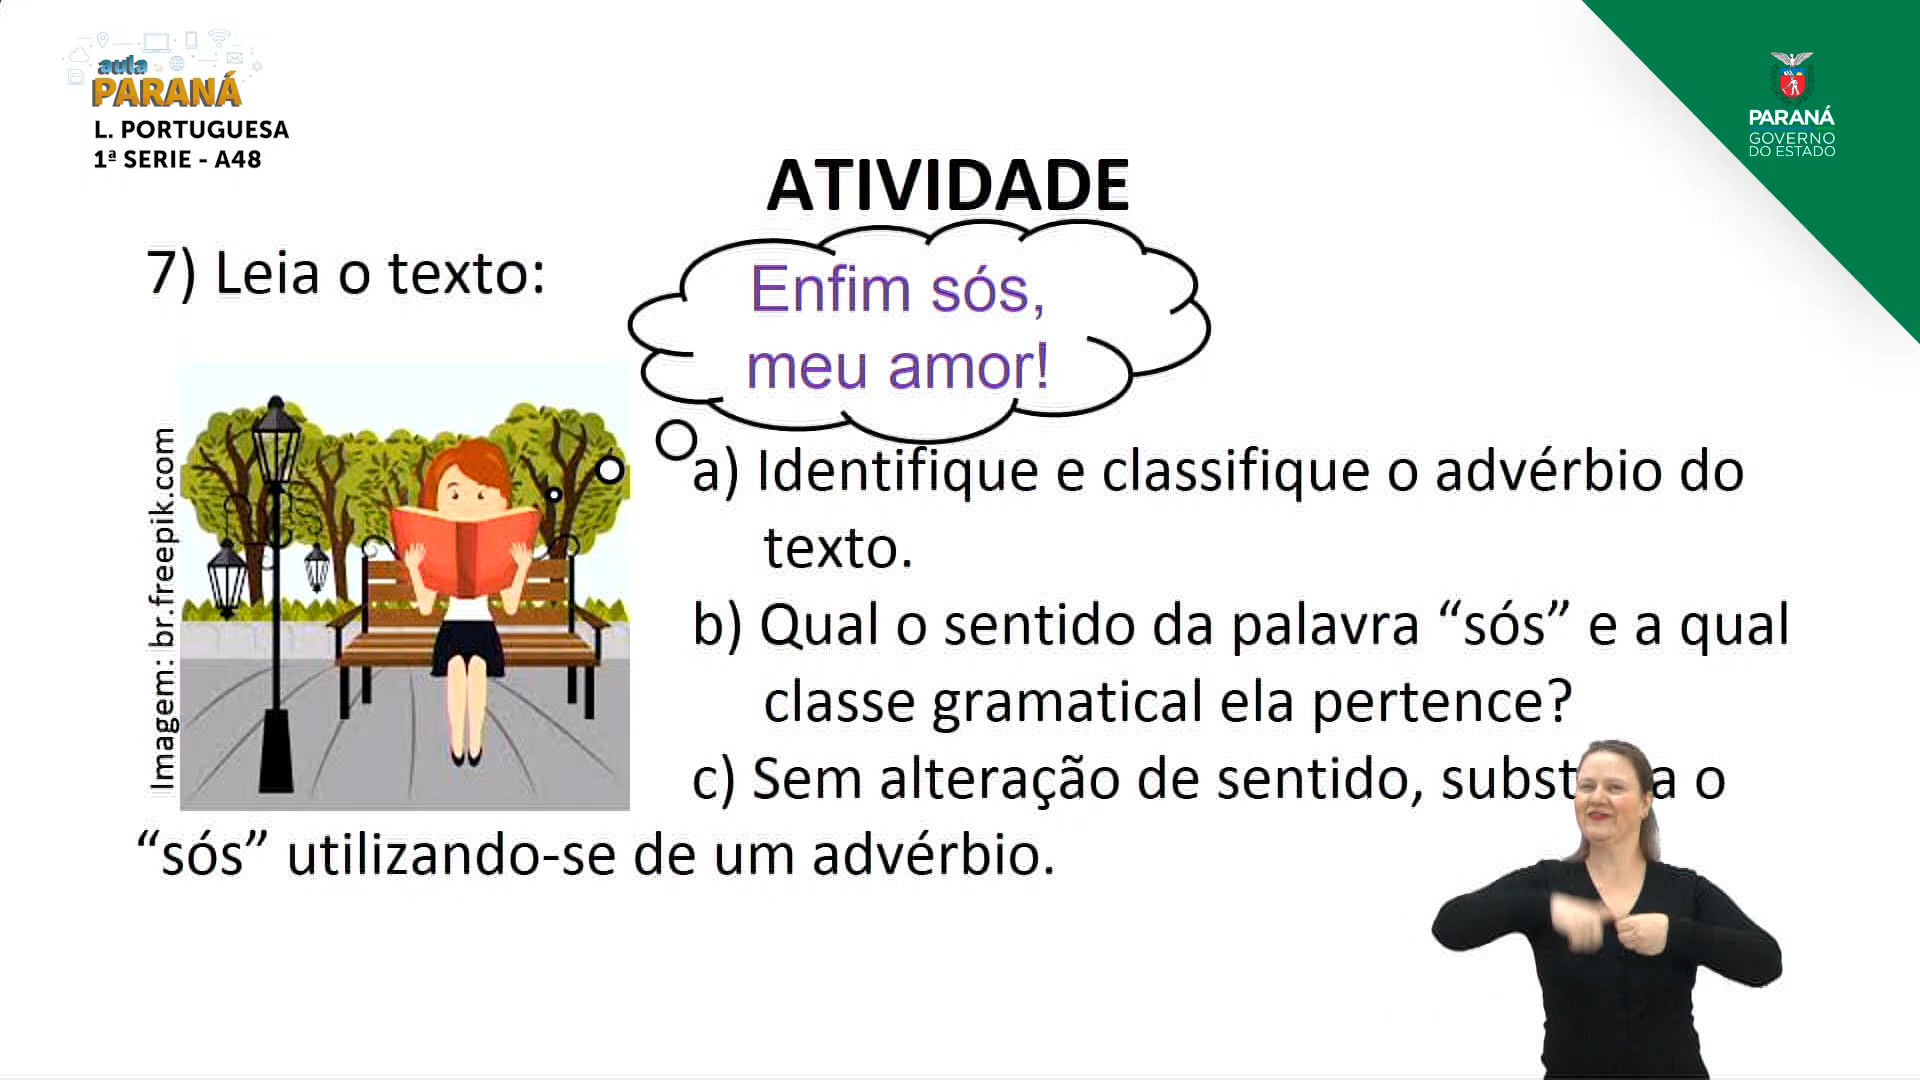 aula
PARANÁ
L. PORTUGUESA
1ª SERIE - A48
PARANÁ
GOVERNO
DO ESTADO
ATIVIDADE
7) Leia o texto:
Enfim sós,
meu amor!
Imagem: br.freepik.com
a) Identifique e classifique o advérbio do
texto.
b) Qual o sentido da palavra “sós” e a qual
classe gramatical ela pertence?
c) Sem alteração de sentido, o
“sós” utilizando-se de um advérbio.